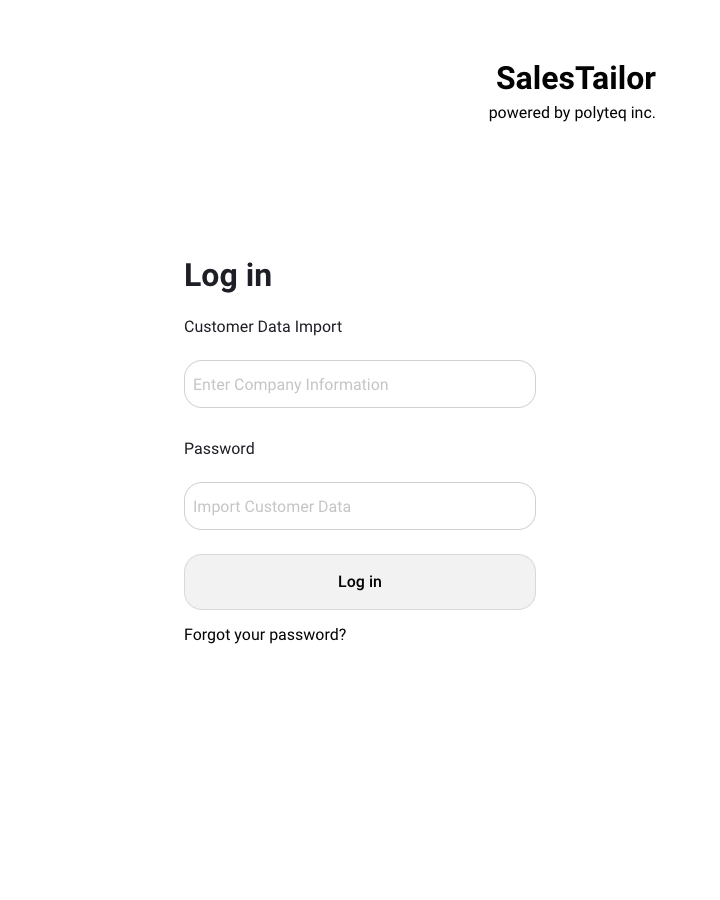 SalesTailor
powered by polyteq inc.
Log in
Customer Data Import
Enter Company Information
Password
Import Customer Data
Log in
Forgot your password?